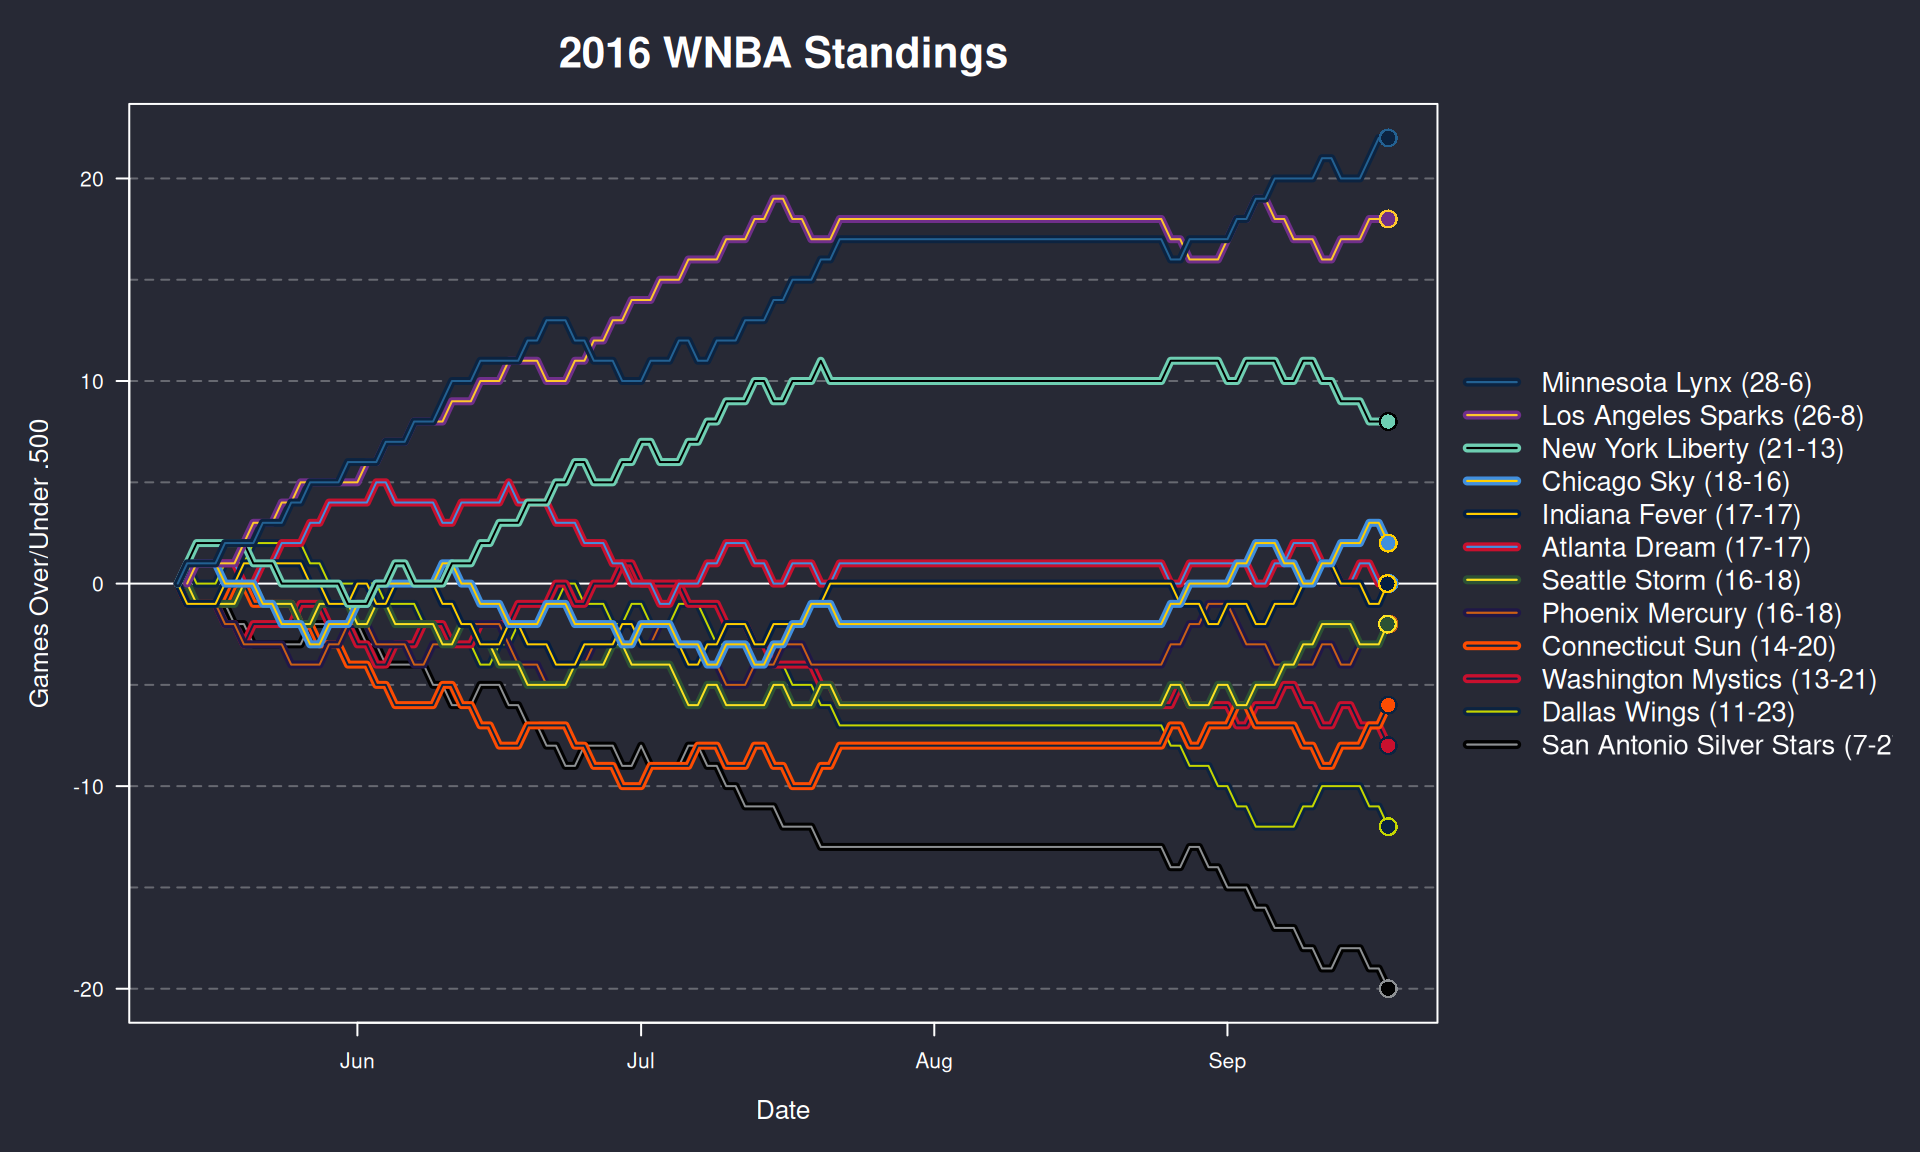 2016 WNBA Standings
Games Over/Under .500
20
10
0
-10
-20
Jun
Jul
Aug
Sep
Date
Minnesota Lynx (28-6)
Los Angeles Sparks (26-8)
New York Liberty (21-13)
Chicago Sky (18-16)
Indiana Fever (17-17)
Atlanta Dream (17-17)
Seattle Storm (16-18)
Phoenix Mercury (16-18)
Connecticut Sun (14-20)
Washington Mystics (13-21)
Dallas Wings (11-23)
San Antonio Silver Stars (7-2